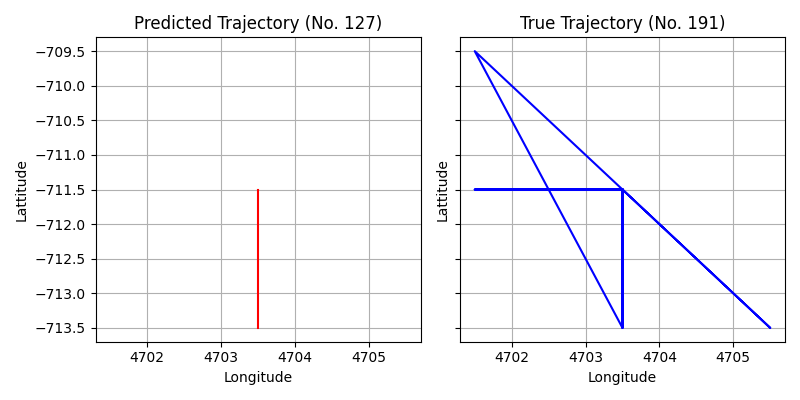 Predicted Trajectory (No. 127)
True Trajectory (No. 191)
−709.5
−710.0
−710.5
−711.0
−711.5
−712.0
−712.5
−713.0
−713.5
Lattitude
Lattitude
4702 4703 4704 4705
4702 4703 4704 4705
Longitude
Longitude